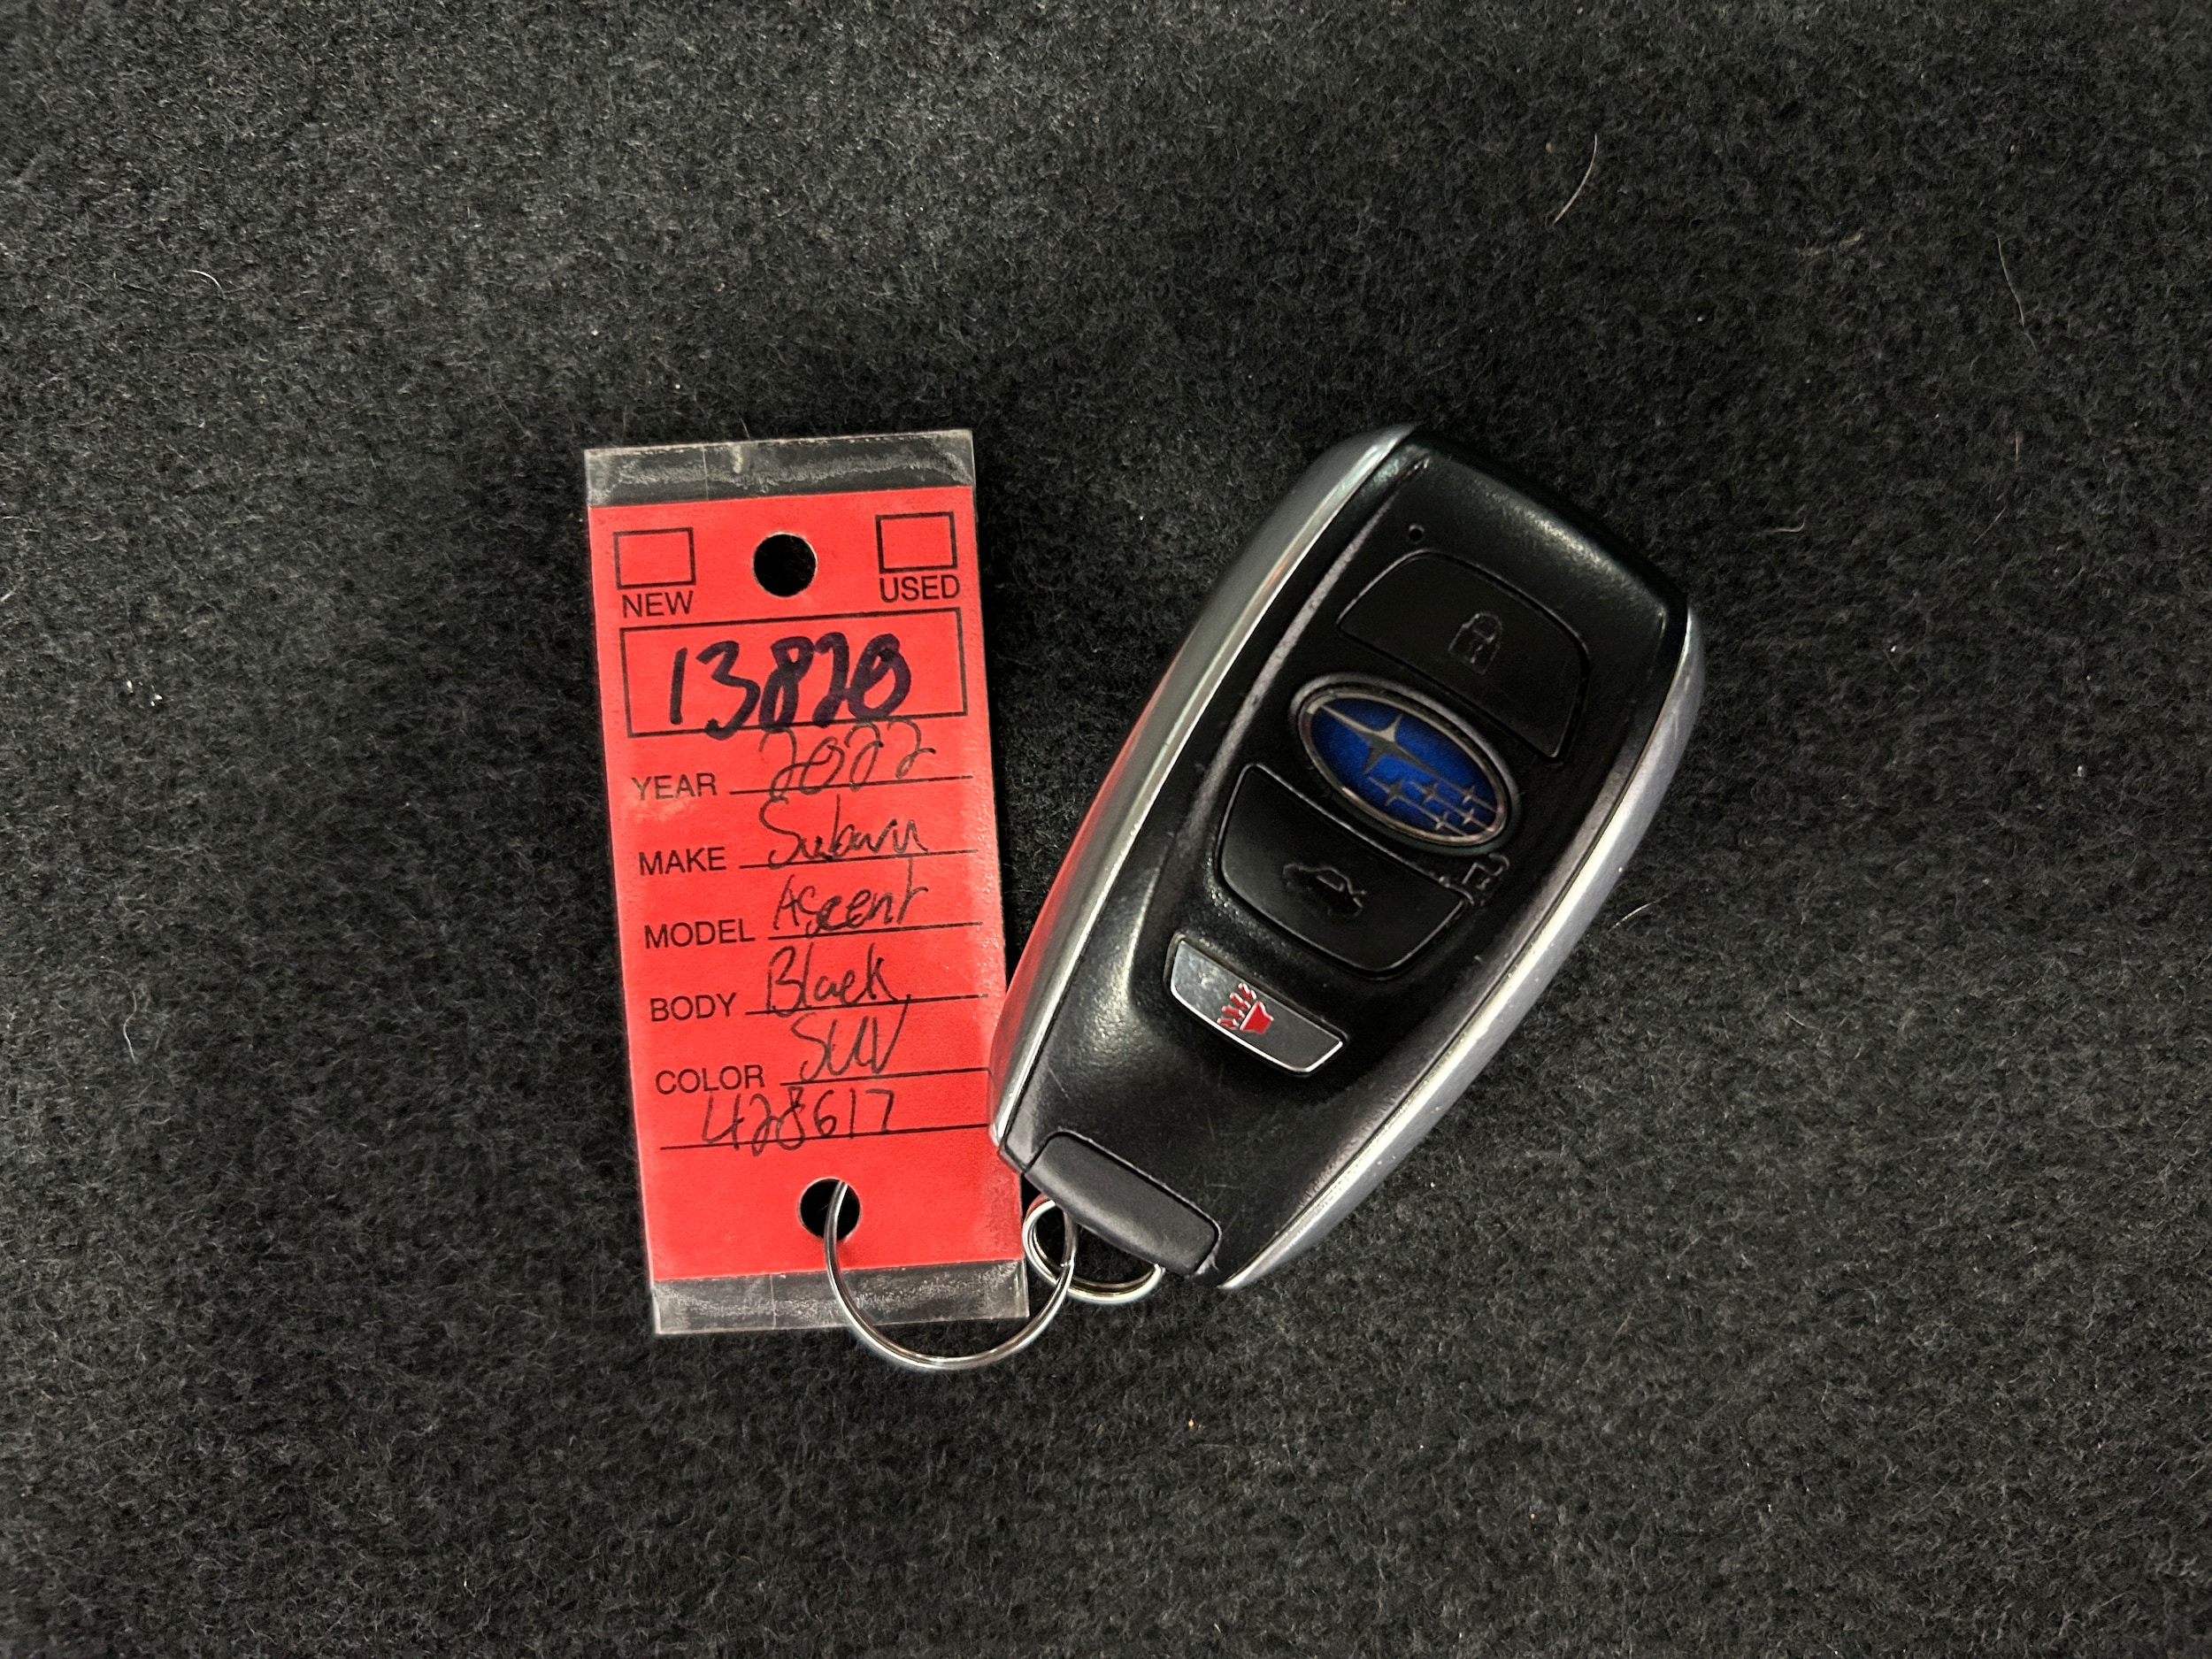 NEW USED
13820
YEAR 2022
MAKE Subaru
MODEL Ascent
BODY Black
COLOR SUV
428617